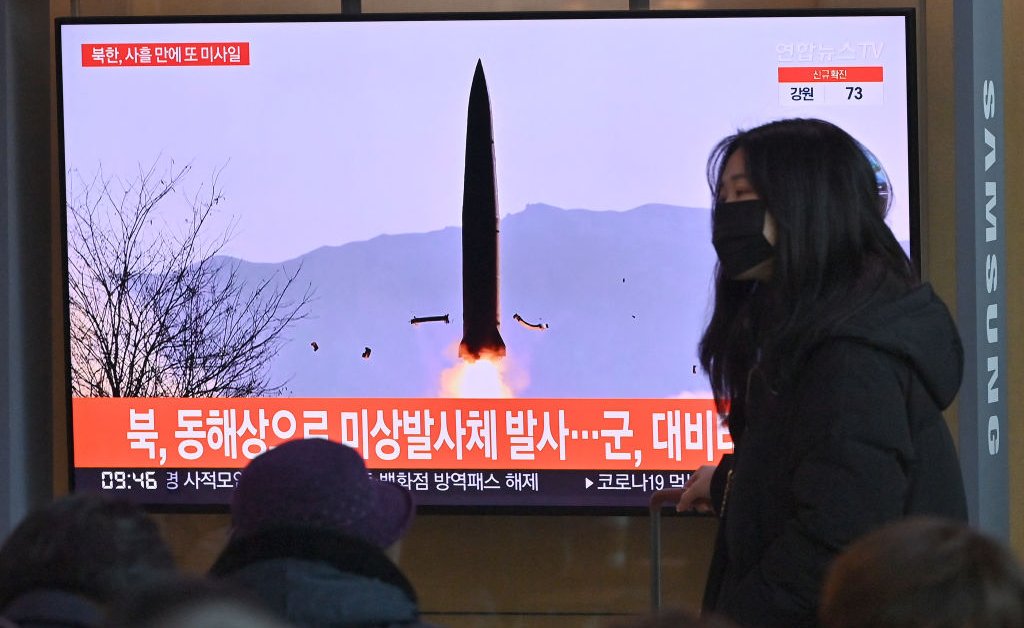 북한, 사흘 만에 또 미사일
연합뉴스TV
신규확진
강원 73
북, 동해상으로 미상발사체 발사…군, 대비
09:46 명 사적모 백화점 방역패스 해제 ▶코로나19 먹
SAMSUNG